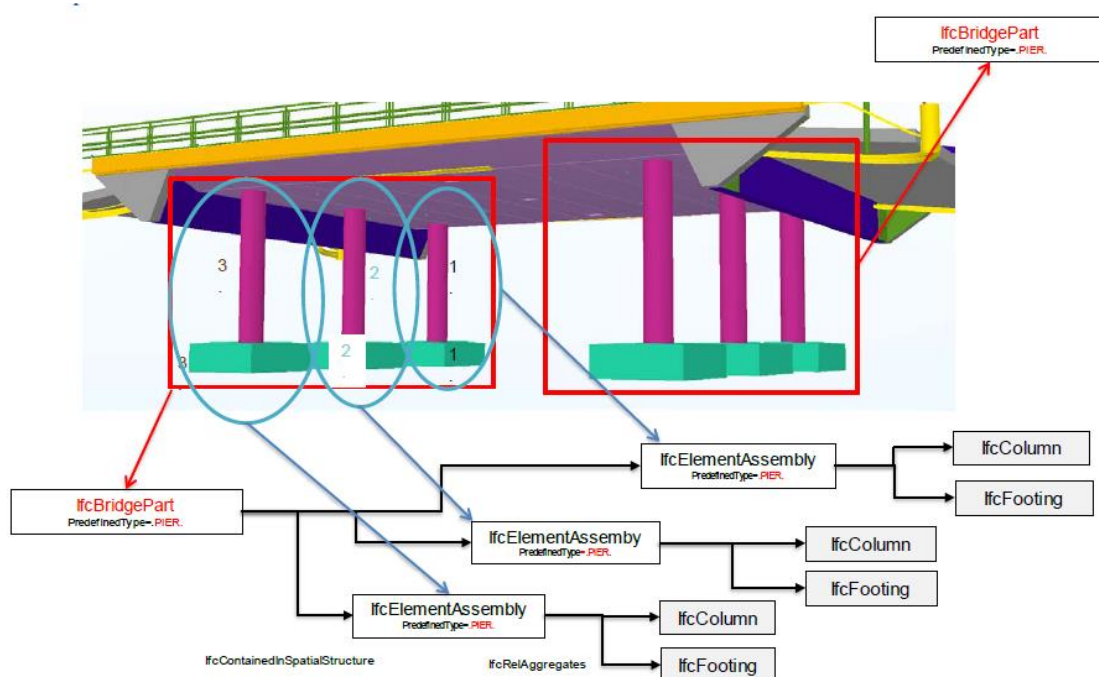 IfcBridgePart
PredefinedType=.PIER.
3
.
2
.
1
.
3
.
2
.
1
.
IfcElementAssembly
PredefinedType=.PIER.
IfcColumn
IfcFooting
IfcBridgePart
PredefinedType=.PIER.
IfcElementAssemby
PredefinedType=.PIER.
IfcColumn
IfcFooting
IfcElementAssembly
PredefinedType=.PIER.
IfcColumn
IfcFooting
IfcContainedInSpatialStructure
IfcRelAggregates